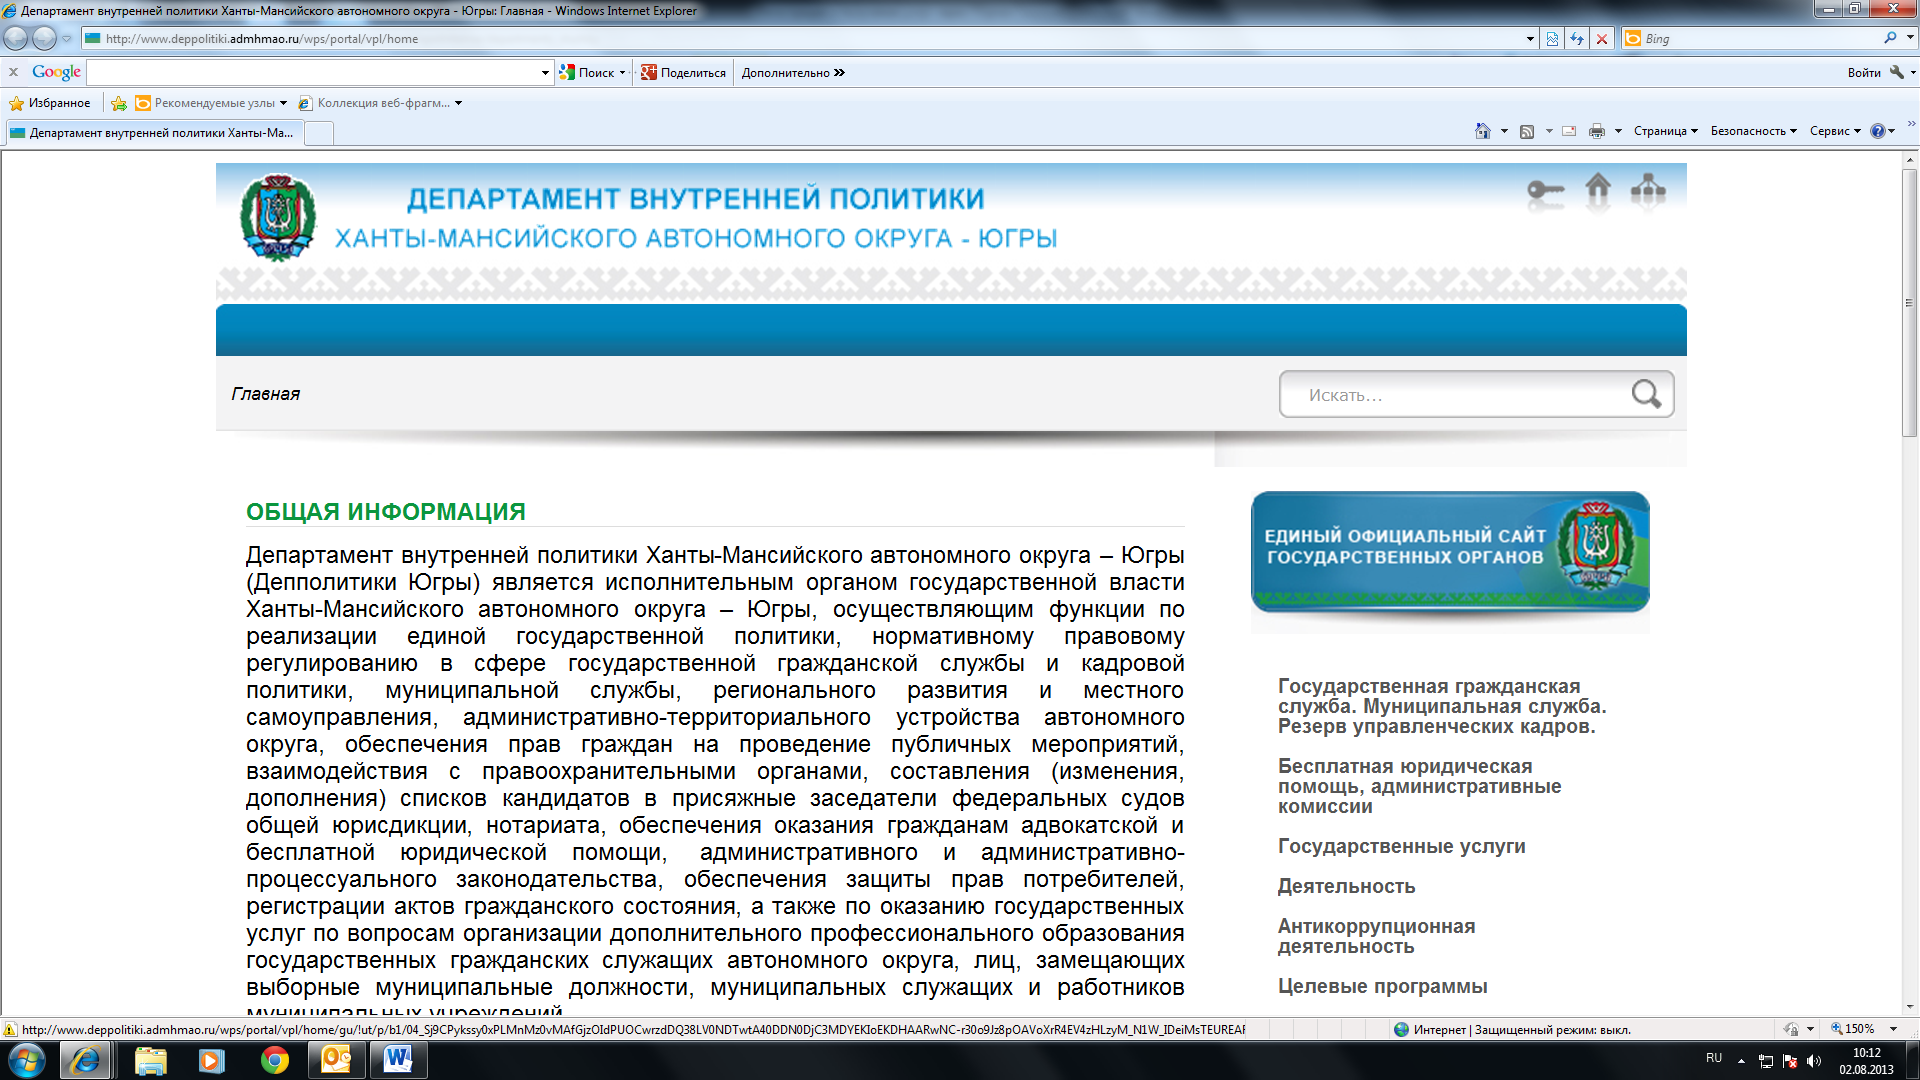 Департамент внутренней политики Ханты-Мансийского автономного округа - Югры: Главная - Windows Internet Explorer
http://www.deppolitiki.admhmao.ru/wps/portal/vpl/home
Bing
Google
Поиск
Поделиться
Дополнительно
Войти
Избранное
Рекомендуемые узлы
Коллекция веб-фрагм...
Департамент внутренней политики Ханты-Ма...
Страница
Безопасность
Сервис
ДЕПАРТАМЕНТ ВНУТРЕННЕЙ ПОЛИТИКИ
ХАНТЫ-МАНСИЙСКОГО АВТОНОМНОГО ОКРУГА - ЮГРЫ
Главная
Искать...
ОБЩАЯ ИНФОРМАЦИЯ
Департамент внутренней политики Ханты-Мансийского автономного округа – Югры
(Депполитики Югры) является исполнительным органом государственной власти
Ханты-Мансийского автономного округа – Югры, осуществляющим функции по
реализации единой государственной политики, нормативному правовому
регулированию в сфере государственной гражданской службы и кадровой
политики, муниципальной службы, регионального развития и местного
самоуправления, административно-территориального устройства автономного
округа, обеспечения прав граждан на проведение публичных мероприятий,
взаимодействия с правоохранительными органами, составления (изменения,
дополнения) списков кандидатов в присяжные заседатели федеральных судов
общей юрисдикции, нотариата, обеспечения оказания гражданам адвокатской и
бесплатной юридической помощи, административного и административно-
процессуального законодательства, обеспечения защиты прав потребителей,
регистрации актов гражданского состояния, а также по оказанию государственных
услуг по вопросам организации дополнительного профессионального образования
государственных гражданских служащих автономного округа, лиц, замещающих
выборные муниципальные должности, муниципальных служащих и работников
муниципальных учреждений
ЕДИНЫЙ ОФИЦИАЛЬНЫЙ САЙТ
ГОСУДАРСТВЕННЫХ ОРГАНОВ
Государственная гражданская
служба. Муниципальная служба.
Резерв управленческих кадров.
Бесплатная юридическая
помощь, административные
комиссии
Государственные услуги
Деятельность
Антикоррупционная
деятельность
Целевые программы
Интернет | Защищенный режим: выкл.
150%
RU
10:12
02.08.2013